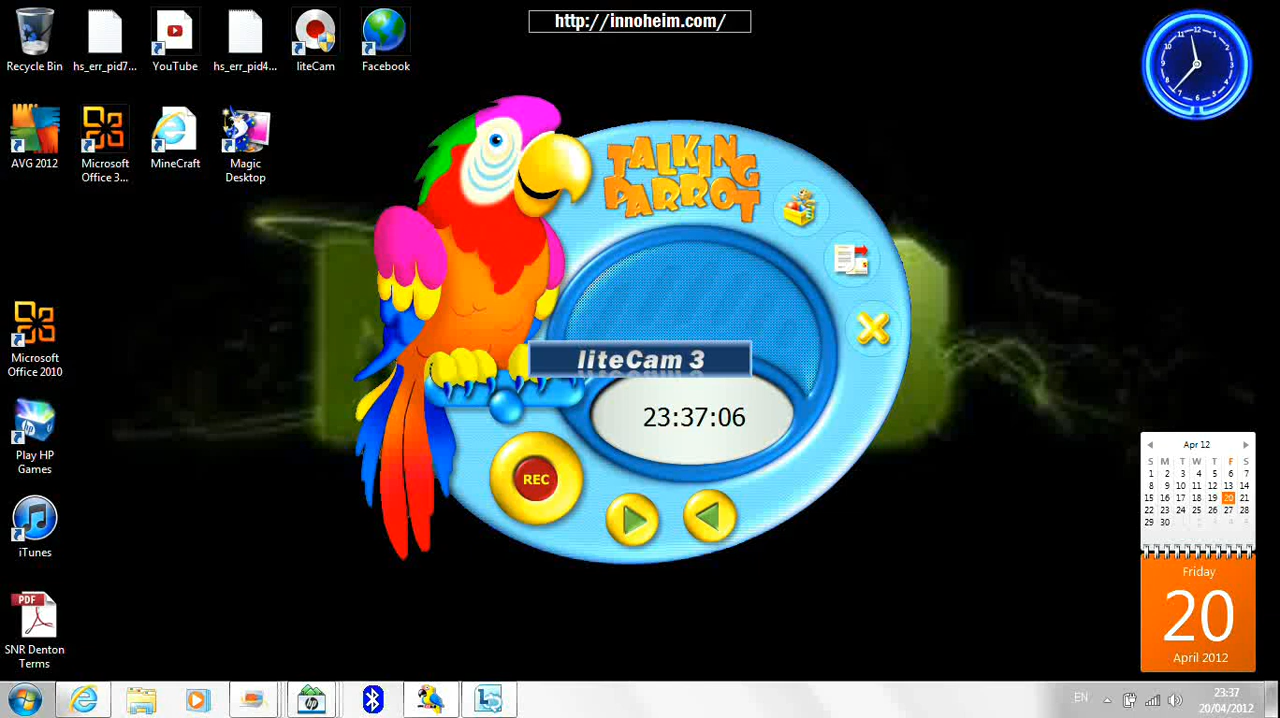 http://innoheim.com/
Recycle Bin
hs_err_pid7...
YouTube
hs_err_pid4...
liteCam
Facebook
AVG 2012
Microsoft
Office 3...
MineCraft
Magic
Desktop
TALKING
PARROT
Microsoft
Office 2010
liteCam 3
23:37:06
Play HP
Games
REC
iTunes
PDF
SNR Denton
Terms
Apr 12
S M T W T F S
1 2 3 4 5 6 7
8 9 10 11 12 13 14
15 16 17 18 19 20 21
22 23 24 25 26 27 28
29 30
Friday
20
April 2012
hp
EN
23:37
20/04/2012